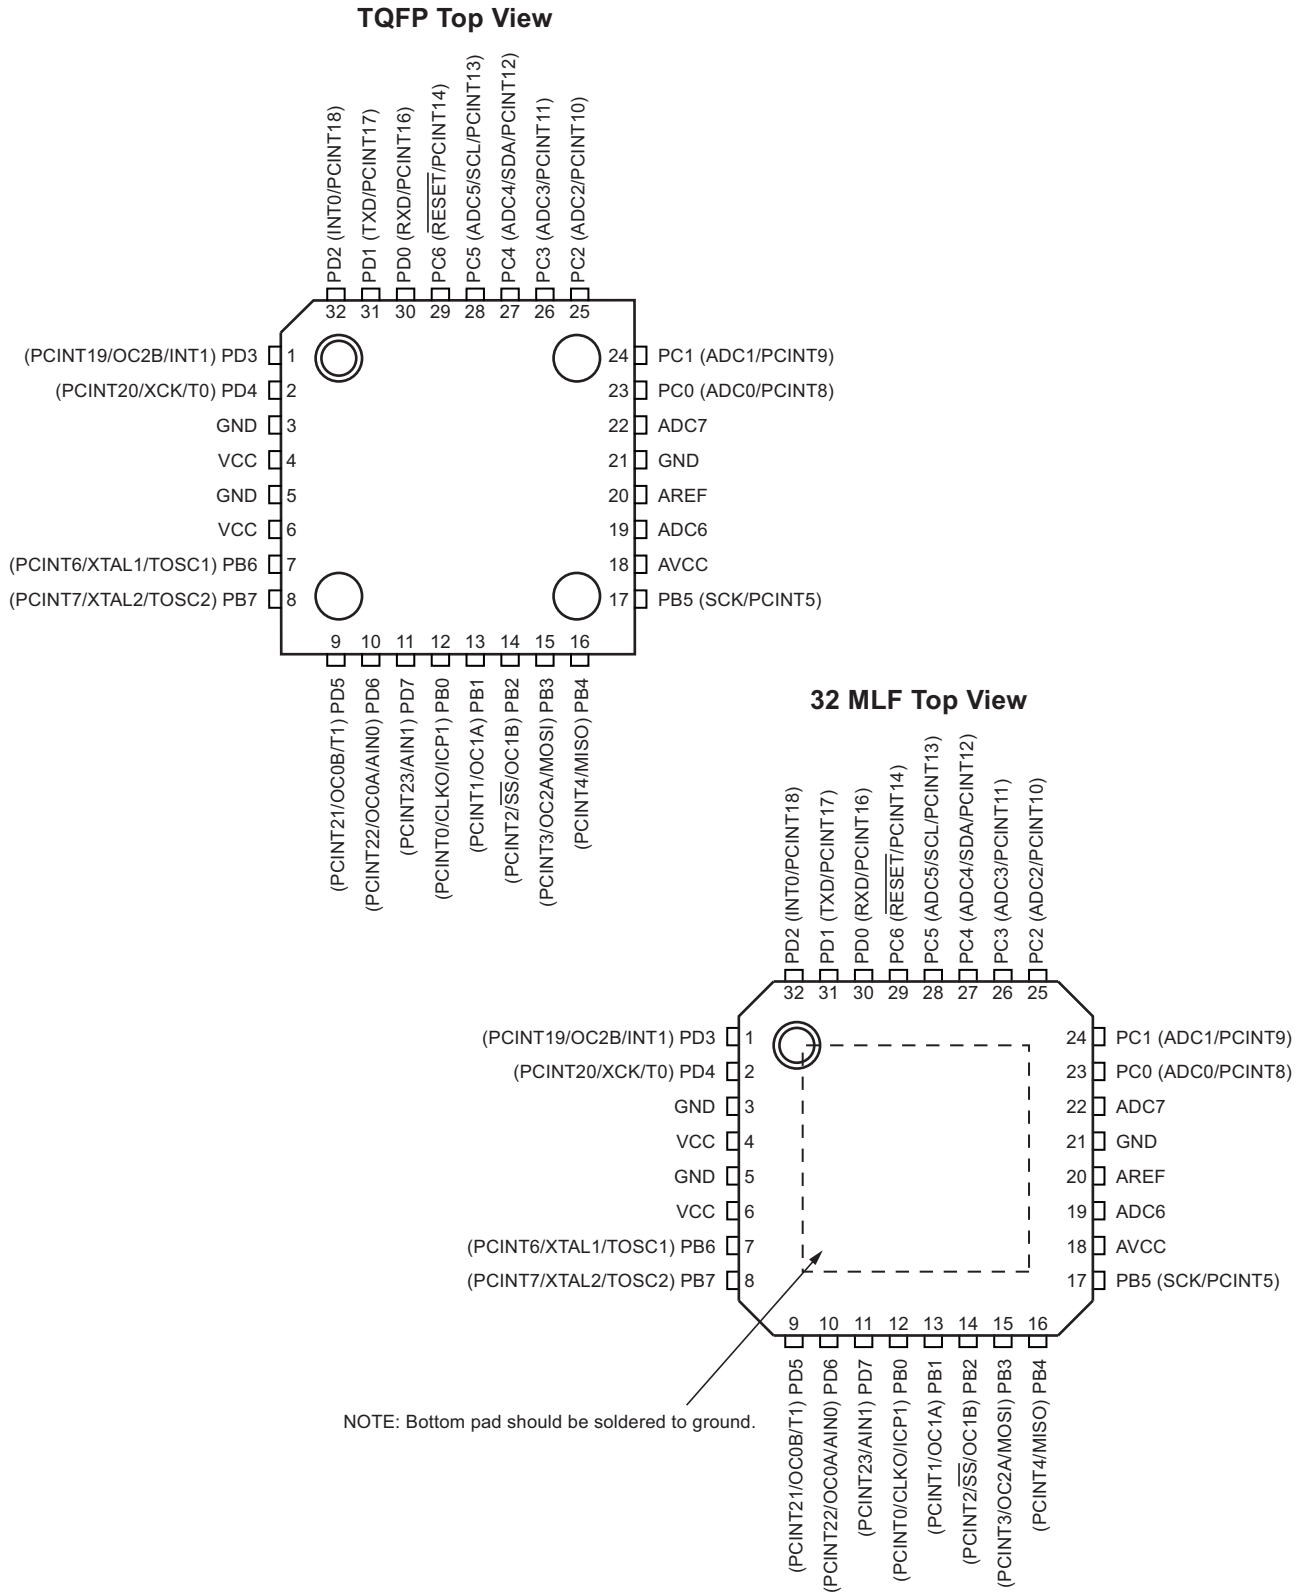 TQFP Top View
PD2 (INT0/PCINT18)
PD1 (TXD/PCINT17)
PD0 (RXD/PCINT16)
PC6 (RESET/PCINT14)
PC5 (ADC5/SCL/PCINT13)
PC4 (ADC4/SDA/PCINT12)
PC3 (ADC3/PCINT11)
PC2 (ADC2/PCINT10)
32 31 30 29 28 27 26 25
(PCINT19/OC2B/INT1) PD3 1
(PCINT20/XCK/T0) PD4 2
GND 3
VCC 4
GND 5
VCC 6
(PCINT6/XTAL1/TOSC1) PB6 7
(PCINT7/XTAL2/TOSC2) PB7 8
24 PC1 (ADC1/PCINT9)
23 PC0 (ADC0/PCINT8)
22 ADC7
21 GND
20 AREF
19 ADC6
18 AVCC
17 PB5 (SCK/PCINT5)
9 10 11 12 13 14 15 16
(PCINT21/OC0B/T1) PD5
(PCINT22/OC0A/AIN0) PD6
(PCINT23/AIN1) PD7
(PCINT0/CLKO/ICP1) PB0
(PCINT1/OC1A) PB1
(PCINT2/SS/OC1B) PB2
(PCINT3/OC2A/MOSI) PB3
(PCINT4/MISO) PB4
32 MLF Top View
PD2 (INT0/PCINT18)
PD1 (TXD/PCINT17)
PD0 (RXD/PCINT16)
PC6 (RESET/PCINT14)
PC5 (ADC5/SCL/PCINT13)
PC4 (ADC4/SDA/PCINT12)
PC3 (ADC3/PCINT11)
PC2 (ADC2/PCINT10)
32 31 30 29 28 27 26 25
(PCINT19/OC2B/INT1) PD3 1
(PCINT20/XCK/T0) PD4 2
GND 3
VCC 4
GND 5
VCC 6
(PCINT6/XTAL1/TOSC1) PB6 7
(PCINT7/XTAL2/TOSC2) PB7 8
24 PC1 (ADC1/PCINT9)
23 PC0 (ADC0/PCINT8)
22 ADC7
21 GND
20 AREF
19 ADC6
18 AVCC
17 PB5 (SCK/PCINT5)
9 10 11 12 13 14 15 16
(PCINT21/OC0B/T1) PD5
(PCINT22/OC0A/AIN0) PD6
(PCINT23/AIN1) PD7
(PCINT0/CLKO/ICP1) PB0
(PCINT1/OC1A) PB1
(PCINT2/SS/OC1B) PB2
(PCINT3/OC2A/MOSI) PB3
(PCINT4/MISO) PB4
NOTE: Bottom pad should be soldered to ground.